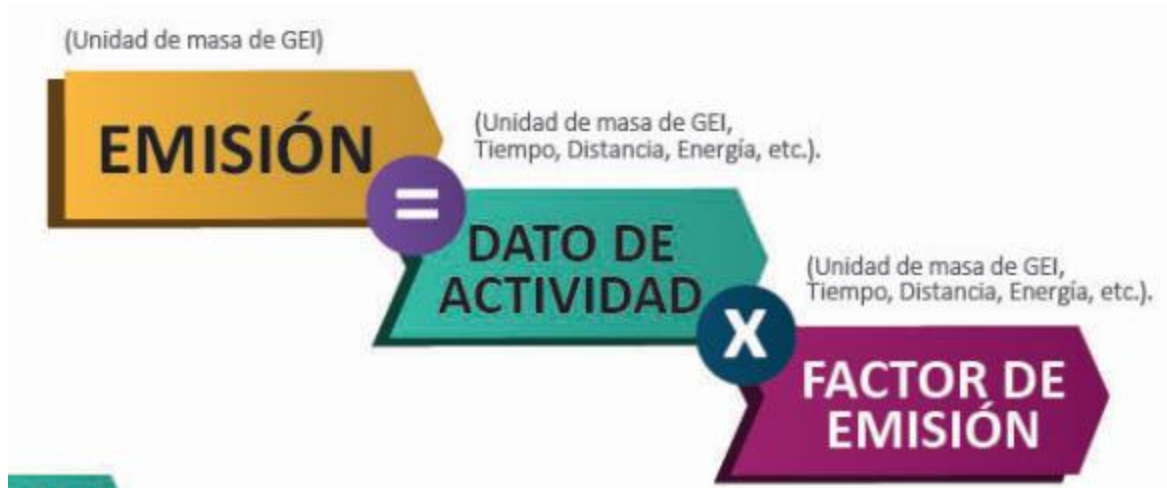 (Unidad de masa de GEI)
EMISIÓN
=
(Unidad de masa de GEI,
Tiempo, Distancia, Energía, etc.).
DATO DE
ACTIVIDAD
X
(Unidad de masa de GEI,
Tiempo, Distancia, Energía, etc.).
FACTOR DE
EMISIÓN